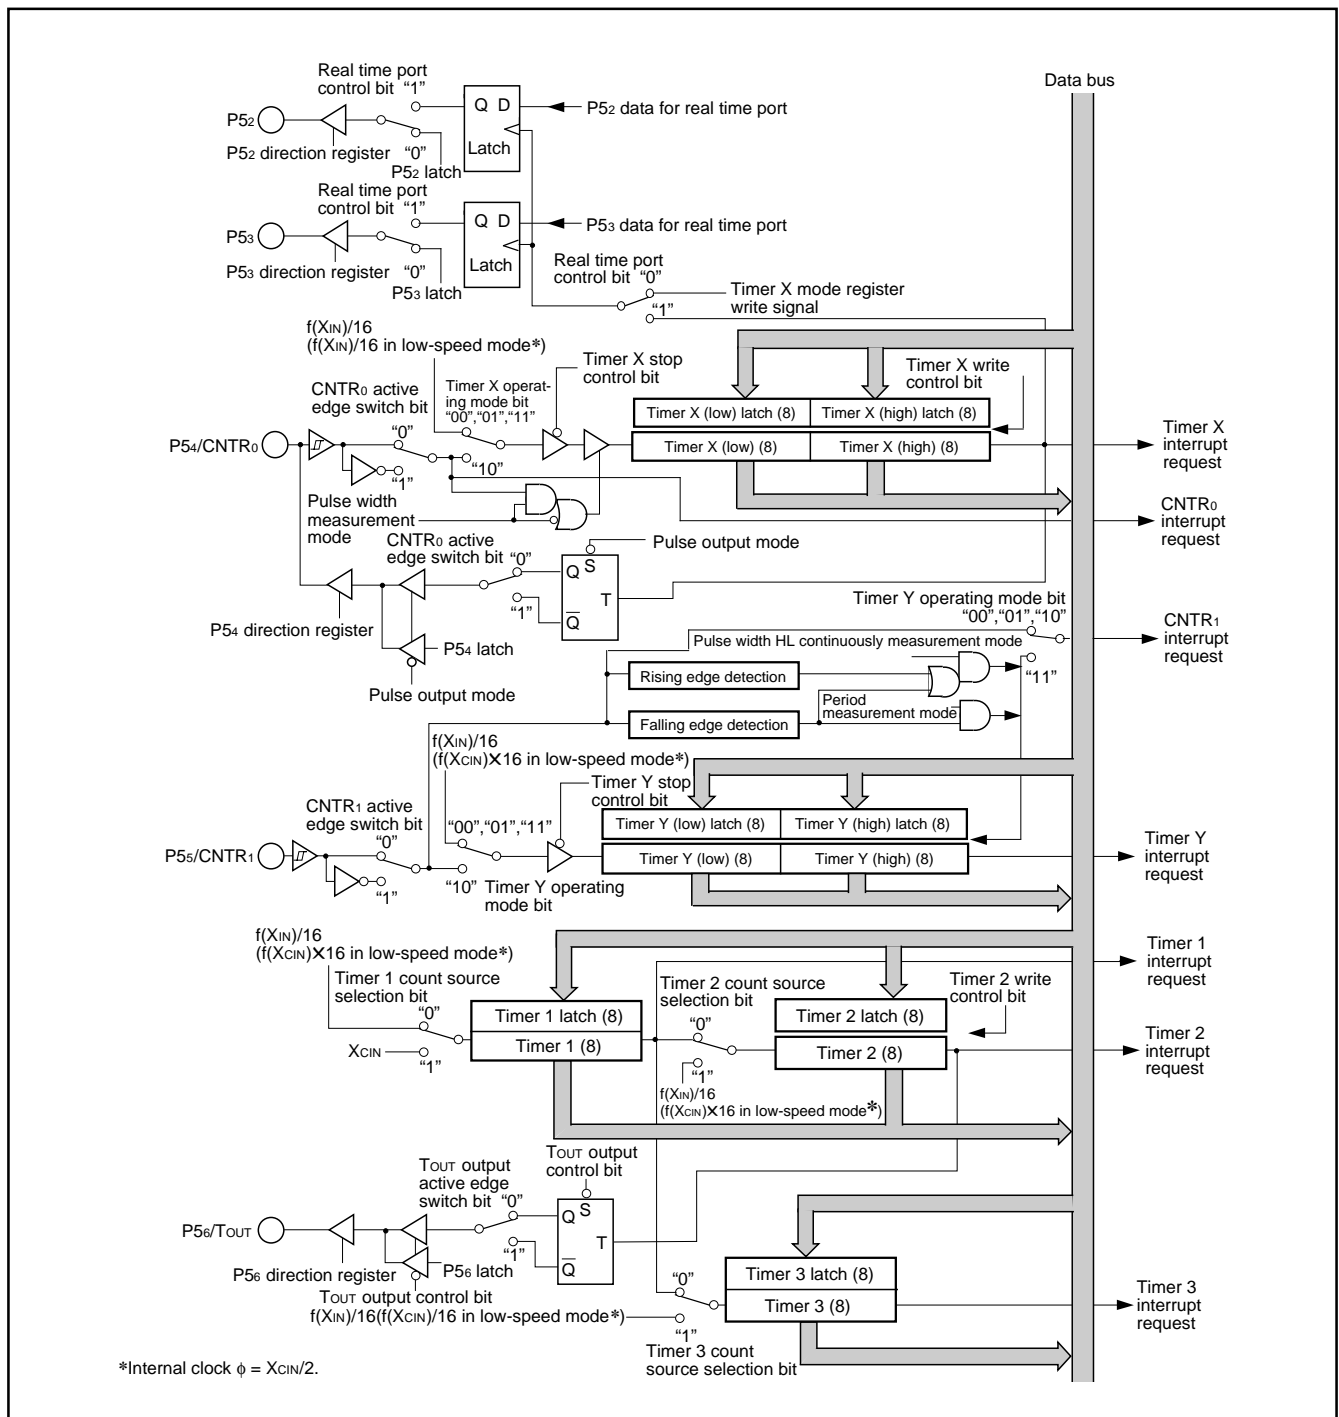 Data bus
Real time port
control bit “1”
Q D
P52 data for real time port
P52
Latch
P52 direction register
“0”
P52 latch
Real time port
control bit “1”
Q D
P53 data for real time port
P53
Latch
P53 direction register
“0”
P53 latch
Real time port
control bit “0”
Timer X mode register
write signal
“1”
f(XIN)/16
(f(XIN)/16 in low-speed mode*)
Timer X stop
control bit
Timer X write
control bit
CNTR0 active
edge switch bit
Timer X operat-
ing mode bit
“00”,“01”,“11”
Timer X (low) latch (8)
Timer X (high) latch (8)
“0”
P54/CNTR0
Timer X (low) (8)
Timer X (high) (8)
Timer X
interrupt
request
“10”
“1”
Pulse width
measurement
mode
CNTR0
interrupt
request
CNTR0 active
edge switch bit
“0”
Pulse output mode
Q
S
T
“1”
Q
P54 direction register
P54 latch
Pulse output mode
Timer Y operating mode bit
“00”,“01”,“10”
CNTR1
interrupt
request
Pulse width HL continuously measurement mode
“11”
Rising edge detection
Period
measurement mode
Falling edge detection
f(XIN)/16
(f(XCIN)×16 in low-speed mode*)
Timer Y stop
control bit
CNTR1 active
edge switch bit
“00”,“01”,“11”
Timer Y (low) latch (8)
Timer Y (high) latch (8)
“0”
P55/CNTR1
Timer Y (low) (8)
Timer Y (high) (8)
Timer Y
interrupt
request
“1”
“10”
Timer Y operating
mode bit
f(XIN)/16
(f(XCIN)×16 in low-speed mode*)
Timer 1
interrupt
request
Timer 1 count source
selection bit
Timer 2 count source
selection bit
Timer 2 write
control bit
“0”
Timer 1 latch (8)
“0”
Timer 2 latch (8)
XCIN
“1”
Timer 1 (8)
Timer 2 (8)
Timer 2
interrupt
request
“1”
f(XIN)/16
(f(XCIN)×16 in low-speed mode*)
TOUT output
control bit
TOUT output
active edge
switch bit
“0”
Q
S
P56/TOUT
T
“1”
Q
P56 direction register
P56 latch
TOUT output control bit
f(XIN)/16(f(XCIN)/16 in low-speed mode*)
“0”
Timer 3 latch (8)
Timer 3 (8)
Timer 3
interrupt
request
“1”
Timer 3 count
source selection bit
*Internal clock ϕ = XCIN/2.